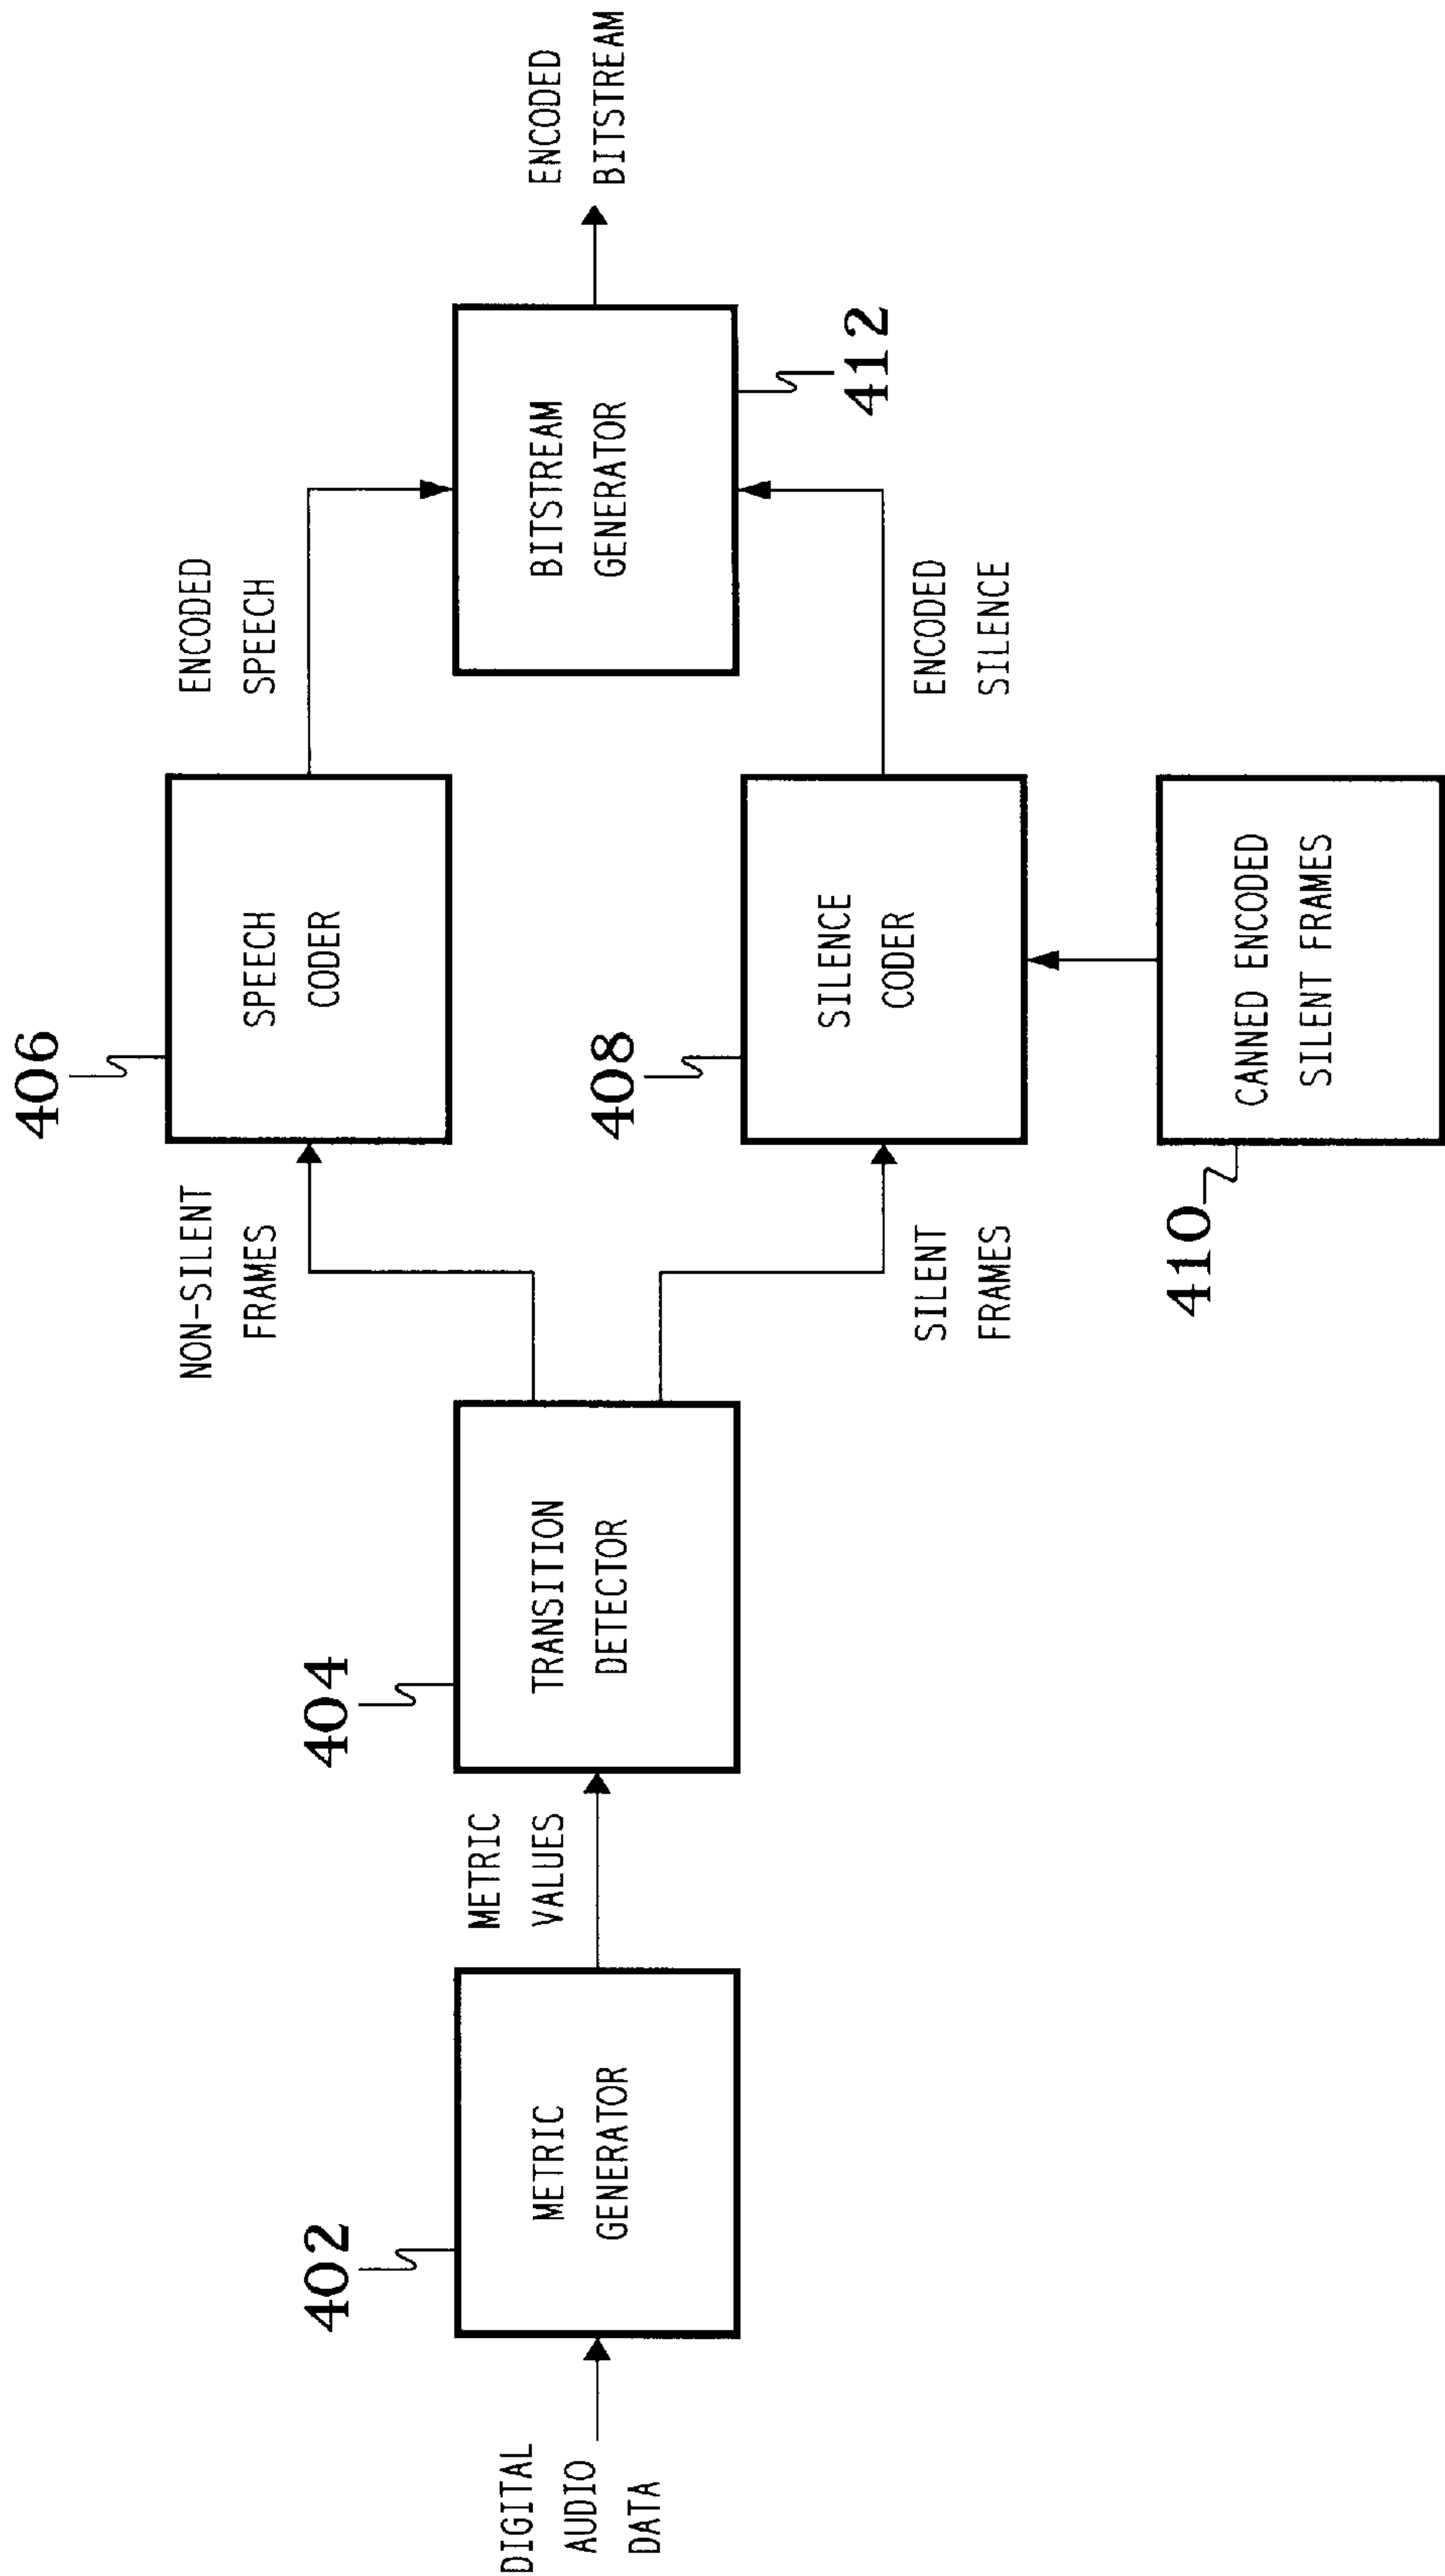 DIGITAL
AUDIO
DATA
402
METRIC
GENERATOR
METRIC
VALUES
404
TRANSITION
DETECTOR
NON-SILENT
FRAMES
SILENT
FRAMES
406
SPEECH
CODER
408
SILENCE
CODER
410
CANNED ENCODED
SILENT FRAMES
ENCODED
SPEECH
ENCODED
SILENCE
BITSTREAM
GENERATOR
412
ENCODED
BITSTREAM